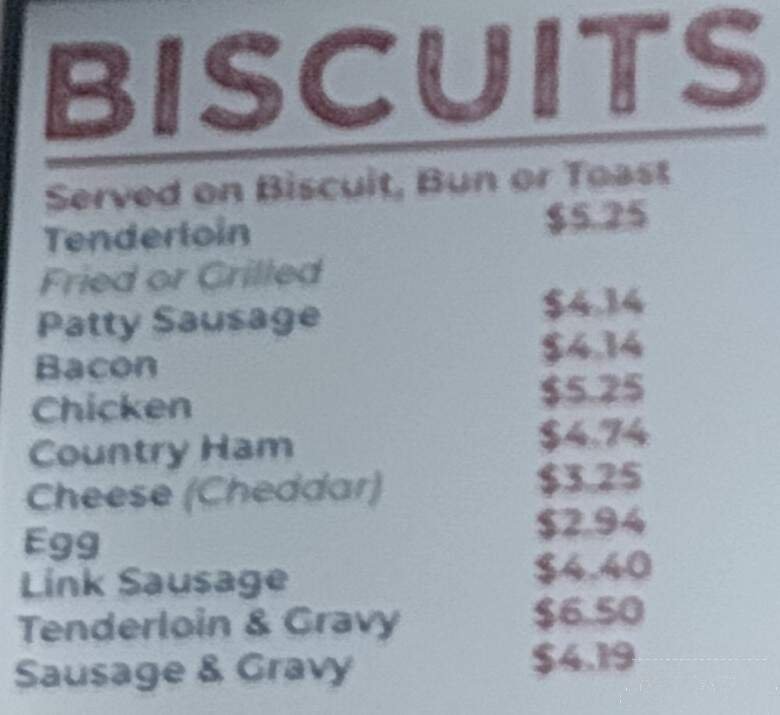 BISCUITS
Served on Biscuit, Bun or Toast
Tenderloin $5.25
Fried or Grilled
Patty Sausage $4.14
Bacon $4.14
Chicken $5.25
Country Ham $4.74
Cheese (Cheddar) $3.25
Egg $2.94
Link Sausage $4.40
Tenderloin & Gravy $6.50
Sausage & Gravy $4.19